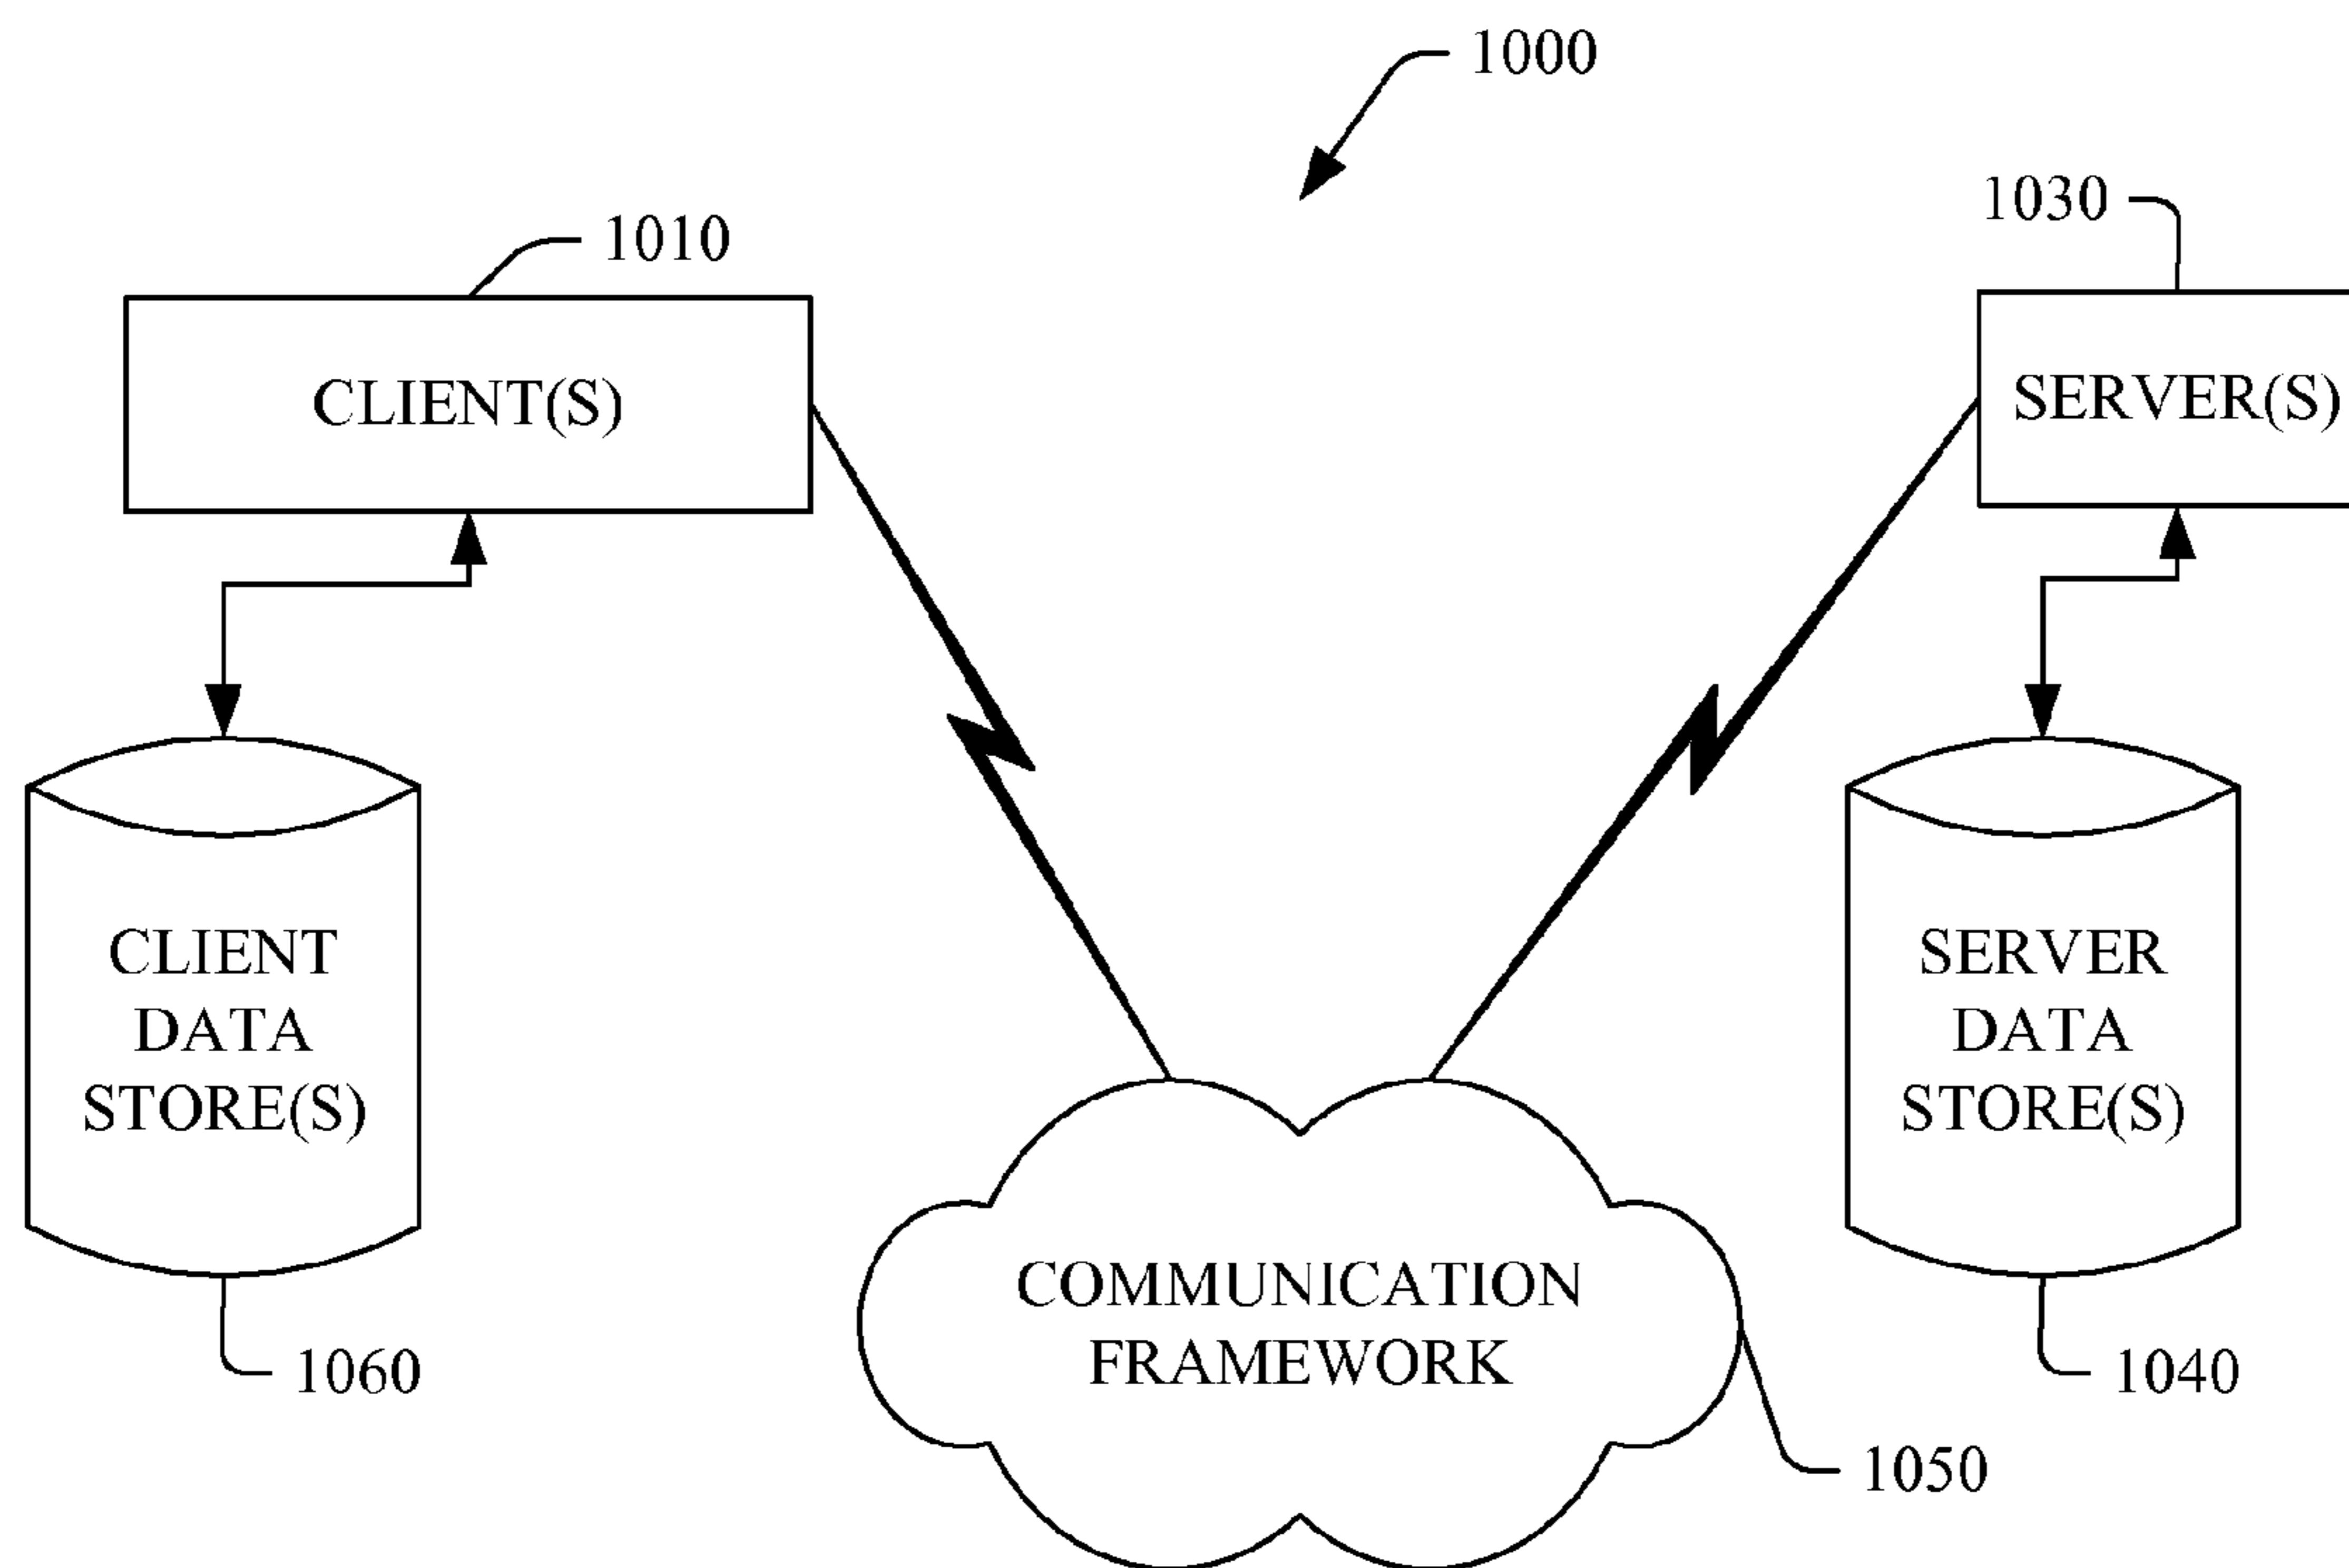 1000
1010
1030
CLIENT(S)
SERVER(S)
CLIENT
DATA
STORE(S)
SERVER
DATA
STORE(S)
COMMUNICATION
FRAMEWORK
1060
1040
1050